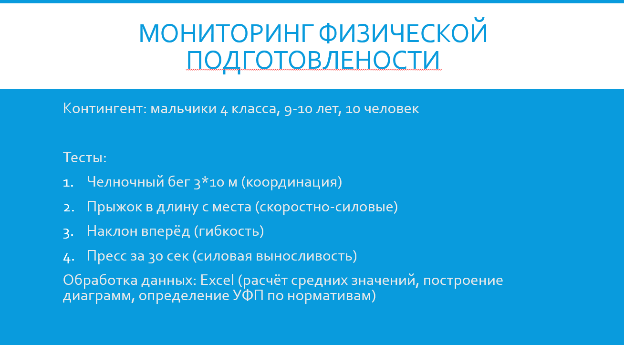 МОНИТОРИНГ ФИЗИЧЕСКОЙ
ПОДГОТОВЛЕНОСТИ
Контингент: мальчики 4 класса, 9-10 лет, 10 человек
Тесты:
1. Челночный бег 3*10 м (координация)
2. Прыжок в длину с места (скоростно-силовые)
3. Наклон вперёд (гибкость)
4. Пресс за 30 сек (силовая выносливость)
Обработка данных: Excel (расчёт средних значений, построение
диаграмм, определение УФП по нормативам)